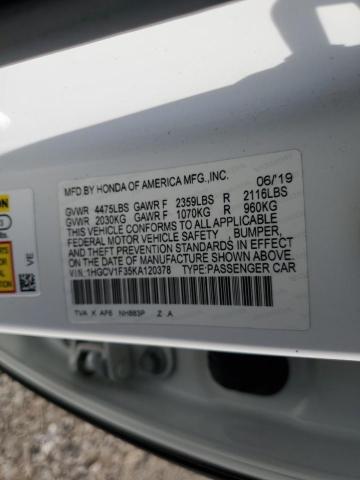 MFD BY HONDA OF AMERICA MFG.,INC. 06/'19
GVWR 4475LBS GAWR F 2359LBS R 2116LBS
GVWR 2030KG GAWR F 1070KG R 960KG
THIS VEHICLE CONFORMS TO ALL APPLICABLE
FEDERAL MOTOR VEHICLE SAFETY , BUMPER,
AND THEFT PREVENTION STANDARDS IN EFFECT
ON THE DATE OF MANUFACTURE SHOWN ABOVE.
VIN:1HGCV1F35KA120378 TYPE:PASSENGER CAR
TVA K AF6 NH883P Z A
VE